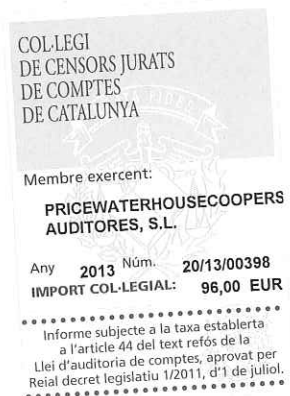 COL·LEGI
DE CENSORS JURATS
DE COMPTES
DE CATALUNYA
Membre exercent:
PRICEWATERHOUSECOOPERS
AUDITORES, S.L.
Any 2013 Núm. 20/13/00398
IMPORT COL·LEGIAL: 96,00 EUR
Informe subjecte a la taxa establerta
a l'article 44 del text refós de la
Llei d'auditoria de comptes, aprovat per
Reial decret legislatiu 1/2011, d'1 de juliol.